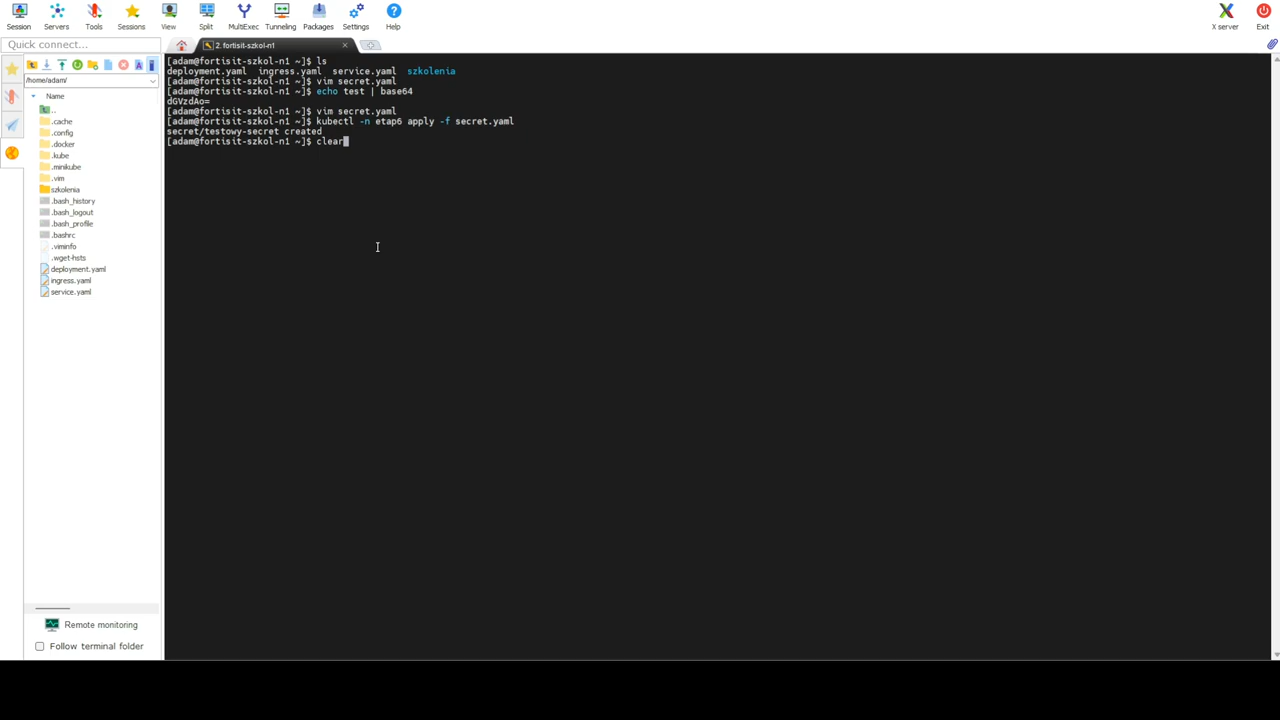 Session
Servers
Tools
Sessions
View
Split
MultiExec
Tunneling
Packages
Settings
Help
X server
Exit
Quick connect...
2. fortisit-szkol-n1
/home/adam/
Name
..
.cache
.config
.docker
.kube
.minikube
.vim
szkolenia
.bash_history
.bash_logout
.bash_profile
.bashrc
.viminfo
.wget-hsts
deployment.yaml
ingress.yaml
service.yaml
Remote monitoring
Follow terminal folder
[adam@fortisit-szkol-n1 ~]$ ls
deployment.yaml  ingress.yaml  service.yaml  szkolenia
[adam@fortisit-szkol-n1 ~]$ vim secret.yaml
[adam@fortisit-szkol-n1 ~]$ echo test | base64
dGVzdAo=
[adam@fortisit-szkol-n1 ~]$ vim secret.yaml
[adam@fortisit-szkol-n1 ~]$ kubectl -n etap6 apply -f secret.yaml
secret/testowy-secret created
[adam@fortisit-szkol-n1 ~]$ clear